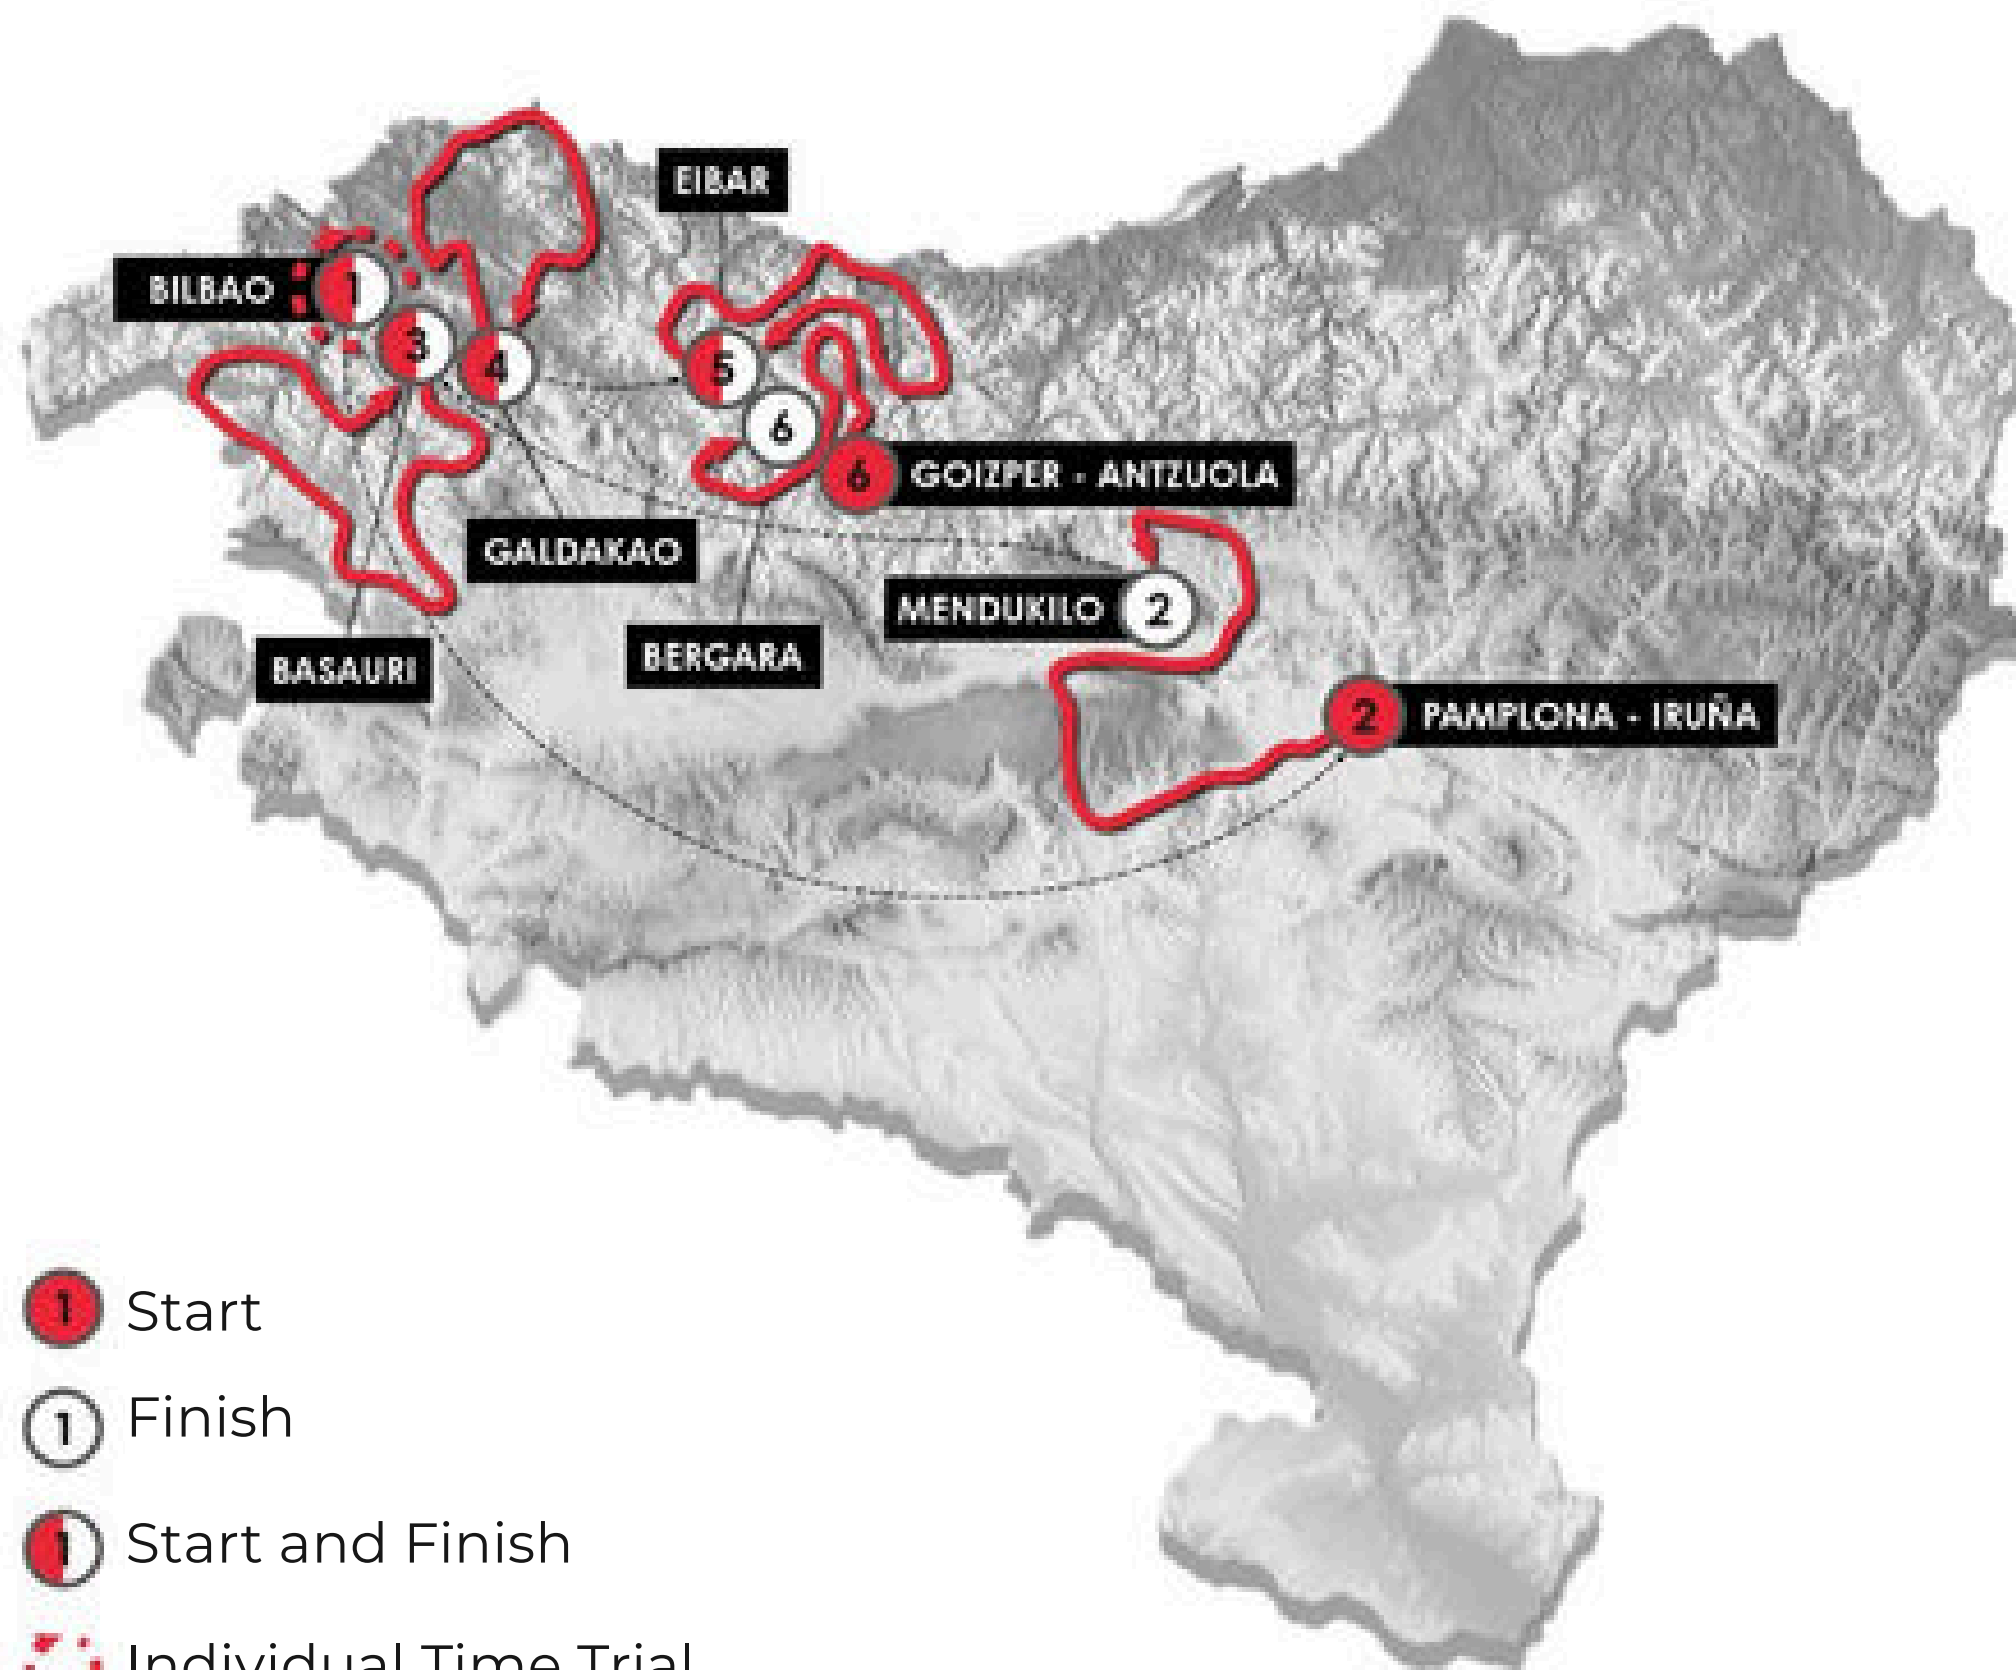 EIBAR
BILBAO
1
3
4
5
6
6
GOIZPER - ANTZUOLA
GALDAKAO
MENDUKILO
2
BERGARA
BASAURI
2
PAMPLONA - IRUÑA
1 Start
1 Finish
1 Start and Finish
Individual Time Trial